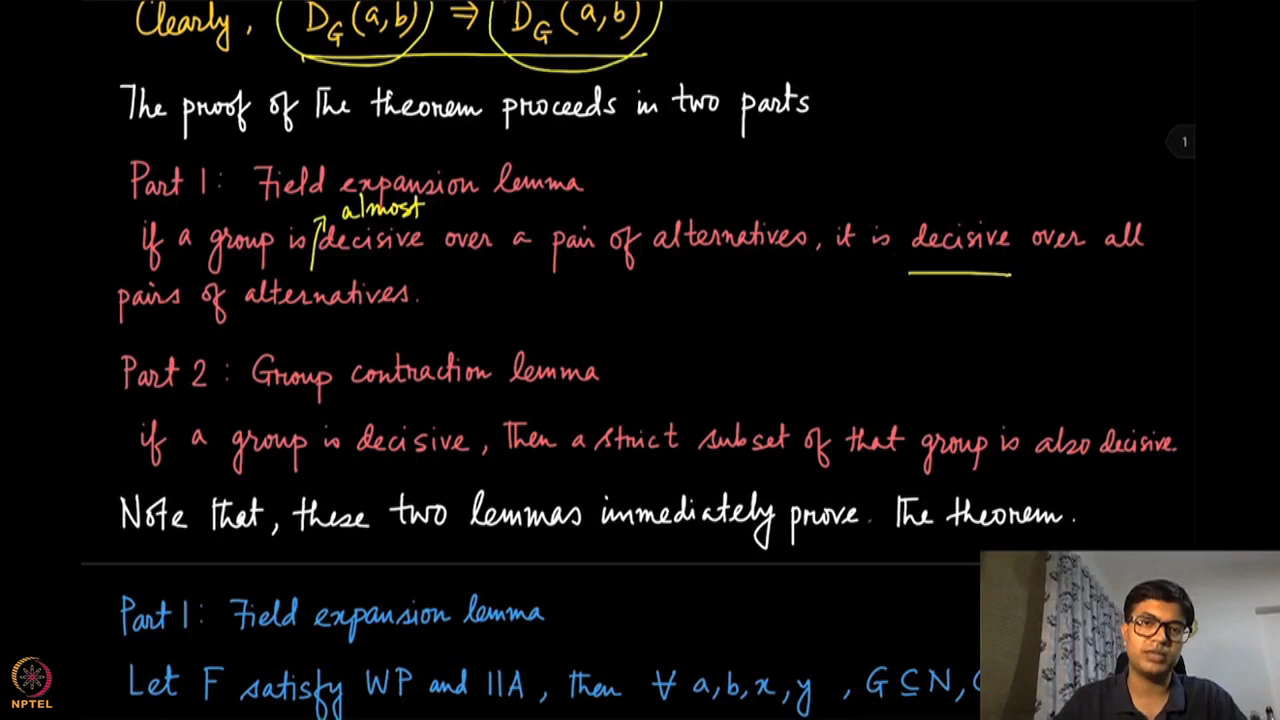 Clearly, D_G (a,b) ⇒ D_G (a,b)
The proof of the theorem proceeds in two parts
1
Part 1: Field expansion lemma
almost
if a group is decisive over a pair of alternatives, it is decisive over all
pairs of alternatives.
Part 2: Group contraction lemma
if a group is decisive, then a strict subset of that group is also decisive.
Note that, these two lemmas immediately prove the theorem.
Part 1: Field expansion lemma
Let F satisfy WP and IIA, then ∀ a,b,x,y, G ⊆ N,
NPTEL